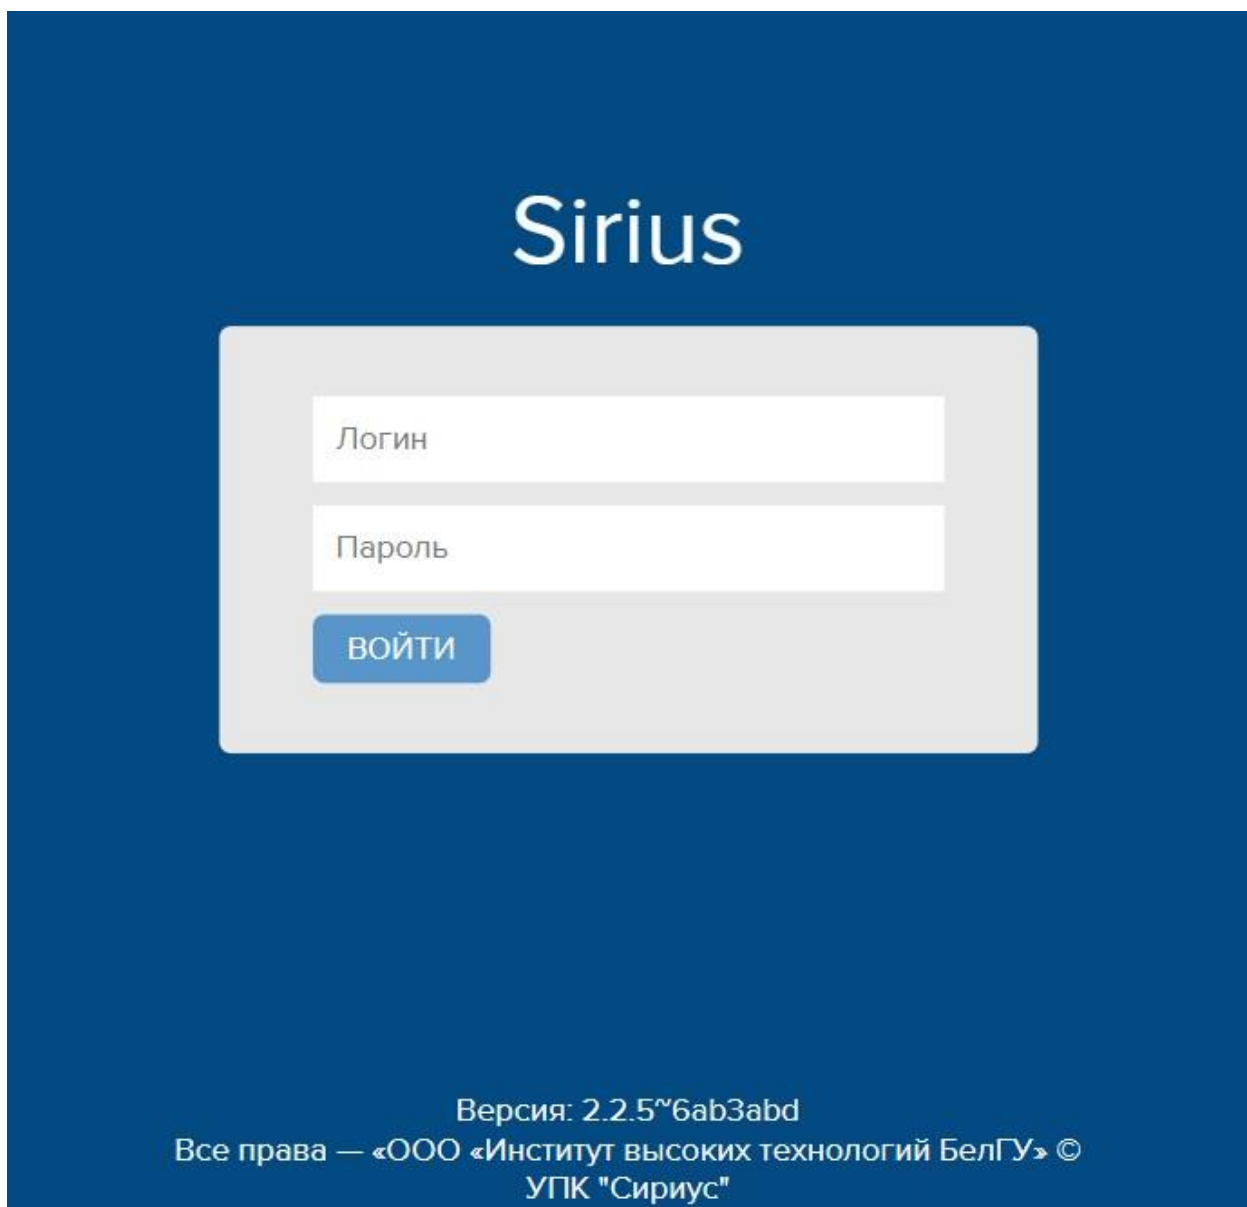 Sirius
Логин
Пароль
ВОЙТИ
Версия: 2.2.5~6ab3abd
Все права — «ООО «Институт высоких технологий БелГУ» ©
УПК "Сириус"